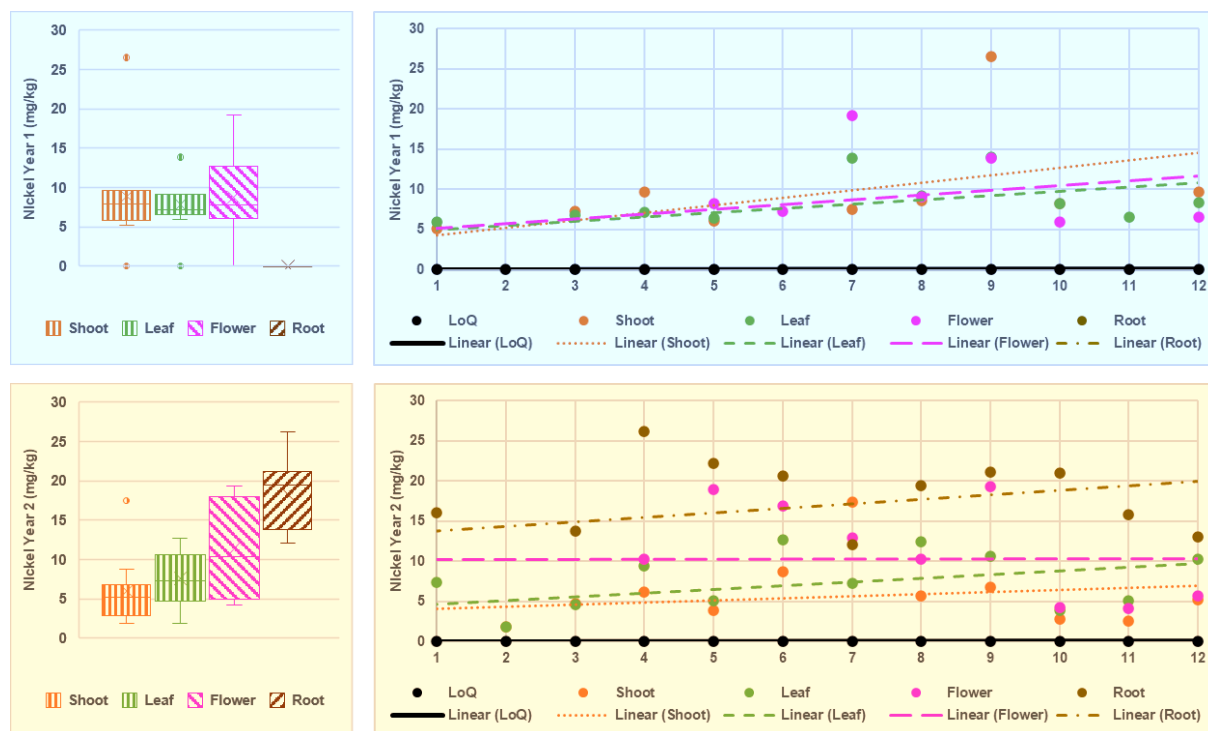 30
25
20
15
10
5
0
Nickel Year 1 (mg/kg)
Shoot Leaf Flower Root
30
25
20
15
10
5
0
Nickel Year 1 (mg/kg)
1 2 3 4 5 6 7 8 9 10 11 12
LoQ Shoot Leaf Flower Root
Linear (LoQ) Linear (Shoot) Linear (Leaf) Linear (Flower) Linear (Root)
30
25
20
15
10
5
0
Nickel Year 2 (mg/kg)
Shoot Leaf Flower Root
30
25
20
15
10
5
0
Nickel Year 2 (mg/kg)
1 2 3 4 5 6 7 8 9 10 11 12
LoQ Shoot Leaf Flower Root
Linear (LoQ) Linear (Shoot) Linear (Leaf) Linear (Flower) Linear (Root)